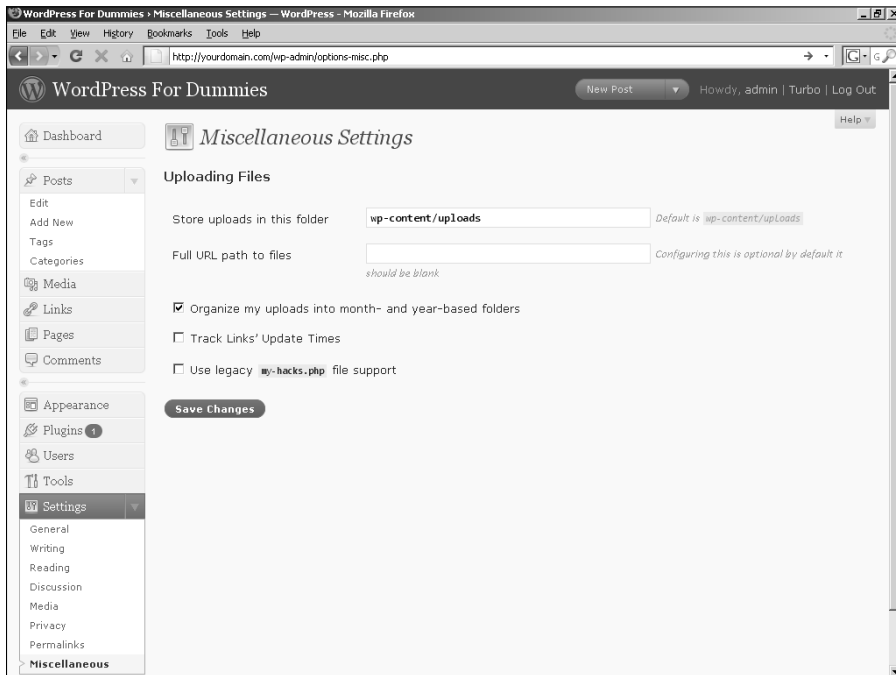 WordPress For Dummies › Miscellaneous Settings — WordPress - Mozilla Firefox
File Edit View History Bookmarks Tools Help
http://yourdomain.com/wp-admin/options-misc.php
G
G
WordPress For Dummies
New Post
Howdy, admin | Turbo | Log Out
Help
Dashboard
Posts
Edit
Add New
Tags
Categories
Media
Links
Pages
Comments
Appearance
Plugins 1
Users
Tools
Settings
General
Writing
Reading
Discussion
Media
Privacy
Permalinks
Miscellaneous
Miscellaneous Settings
Uploading Files
Store uploads in this folder wp-content/uploads Default is wp-content/uploads
Full URL path to files Configuring this is optional by default it
should be blank
Organize my uploads into month- and year-based folders
Track Links' Update Times
Use legacy my-hacks.php file support
Save Changes